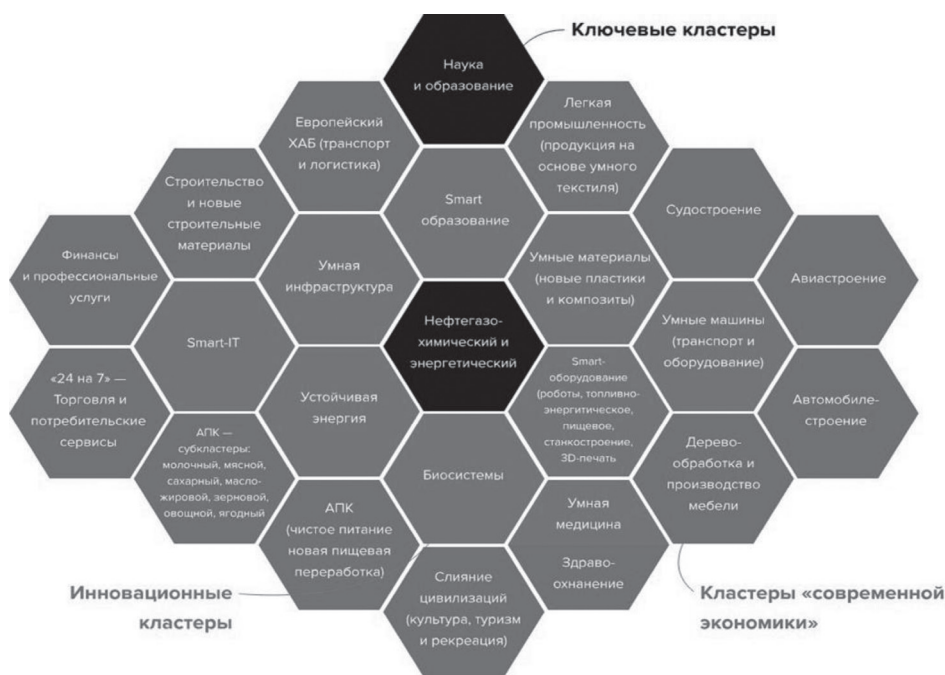 Ключевые кластеры
Наука
и образование
Европейский
ХАБ (транспорт
и логистика)
Легкая
промышленность
(продукция на
основе умного
текстиля)
Строительство
и новые
строительные
материалы
Smart
образование
Судостроение
Финансы
и профессиональные
услуги
Умная
инфраструктура
Умные материалы
(новые пластики
и композиты)
Авиастроение
Smart-IT
Нефтегазо-
химический и
энергетический
Умные машины
(транспорт и
оборудование)
«24 на 7» —
Торговля и
потребительские
сервисы
Устойчивая
энергия
Smart-
оборудование
(роботы, топливно-
энергитическое,
пищевое,
станкостроение,
3D-печать
Автомобиле-
строение
АПК —
субкластеры:
молочный, мясной,
сахарный, масло-
жировой, зерновой,
овощной, ягодный
Биосистемы
Дерево-
обработка и
производство
мебели
АПК
(чистое питание
новая пищевая
переработка)
Умная
медицина
Здраво-
охнанение
Слияние
цивилизаций
(культура, туризм
и рекреация)
Инновационные
кластеры
Кластеры «современной
экономики»